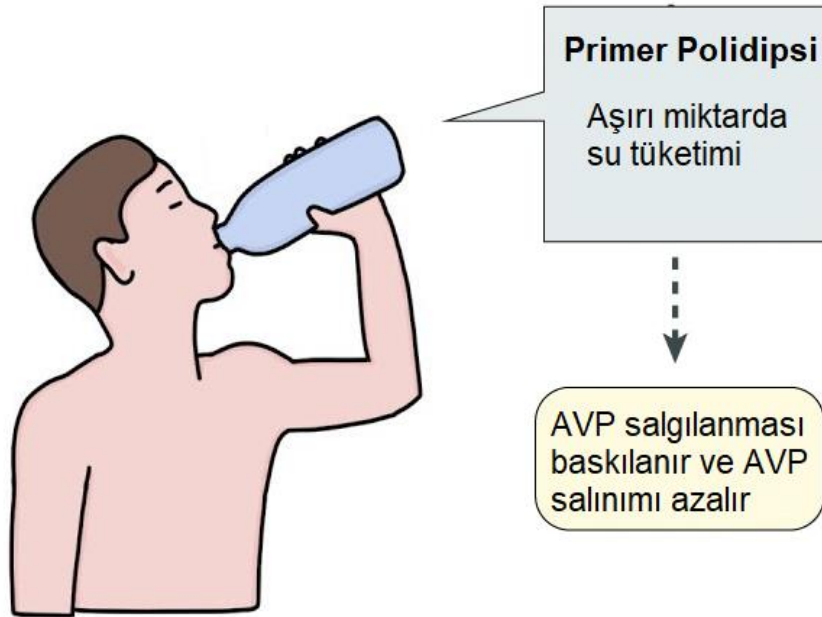 Primer Polidipsi
Aşırı miktarda
su tüketimi
AVP salgılanması
baskılanır ve AVP
salınımı azalır